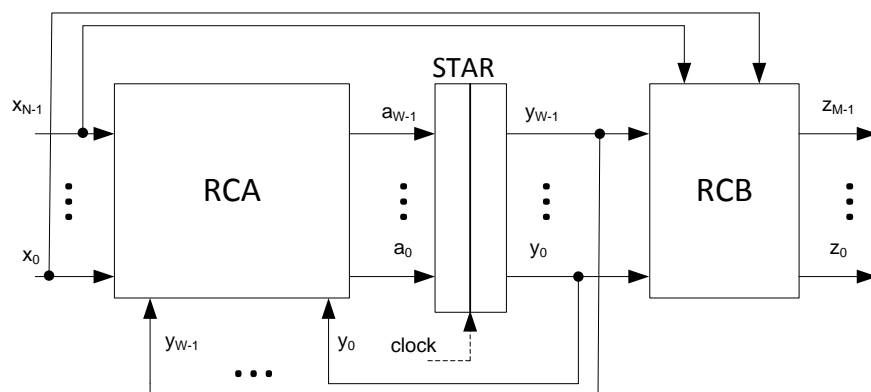 STAR
x_{N-1} a_{W-1} y_{W-1} z_{M-1}
RCA RCB
x_0 a_0 y_0 z_0
y_{W-1} y_0 clock